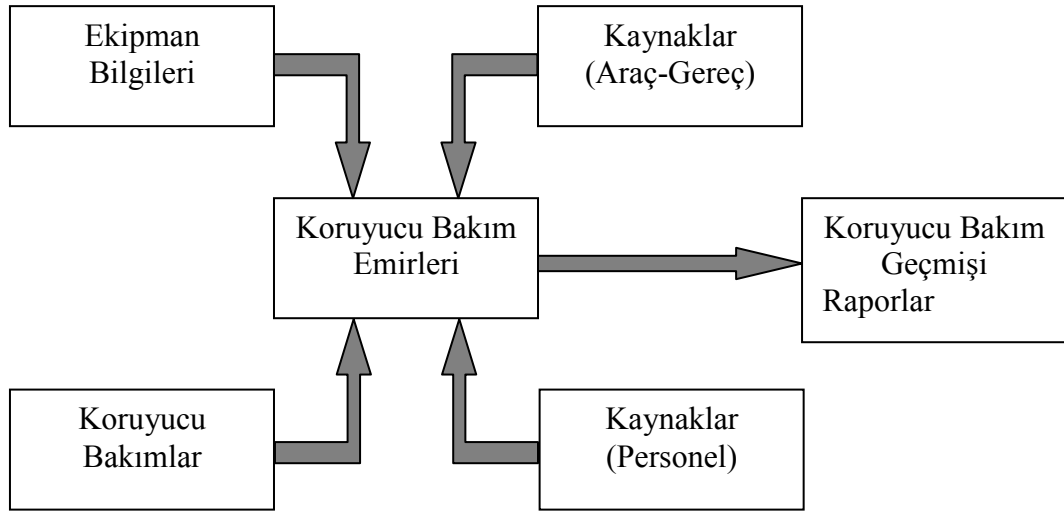 Ekipman
Bilgileri
Kaynaklar
(Araç-Gereç)
Koruyucu Bakım
Emirleri
Koruyucu Bakım
Geçmişi
Raporlar
Koruyucu
Bakımlar
Kaynaklar
(Personel)